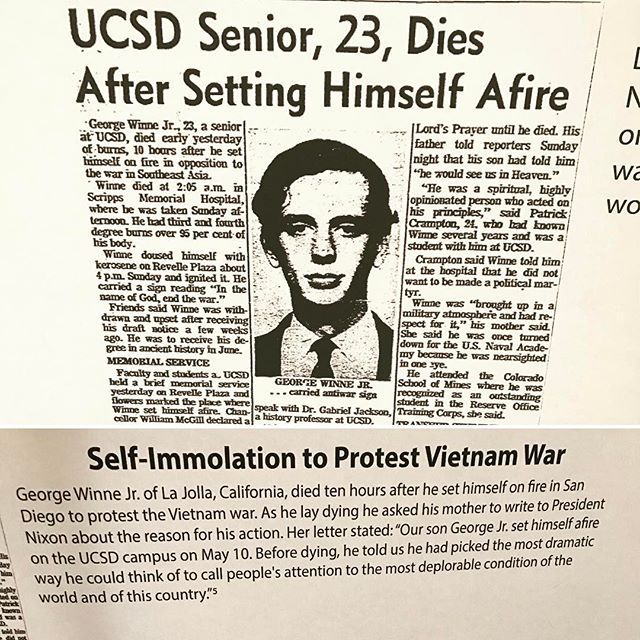 UCSD Senior, 23, Dies
After Setting Himself Afire
George Winne Jr., 23, a senior
at UCSD, died early yesterday
of burns, 10 hours after he set
himself on fire in opposition to
the war in Southeast Asia.
Winne died at 2:05 a.m. in
Scripps Memorial Hospital,
where he was taken Sunday af-
ternoon. He had third and fourth
degree burns over 95 per cent of
his body.
Winne doused himself with
kerosene on Revelle Plaza about
4 p.m. Sunday and ignited it. He
carried a sign reading "In the
name of God, end the war."
Friends said Winne was with-
drawn and upset after receiving
his draft notice a few weeks
ago. He was to receive his de-
gree in ancient history in June.
MEMORIAL SERVICE
Faculty and students a. UCSD
held a brief memorial service
yesterday on Revelle Plaza and
flowers marked the place where
Winne set himself afire. Chan-
cellor William McGill declared a
GEORGE WINNE JR.
. . . carried antiwar sign
speak with Dr. Gabriel Jackson,
a history professor at UCSD.
Lord's Prayer until he died. His
father told reporters Sunday
night that his son had told him
"he would see us in Heaven."
"He was a spiritual, highly
opinionated person who acted on
his principles," said Patrick
Crampton, 24, who had known
Winne several years and was a
student with him at UCSD.
Crampton said Winne told him
at the hospital that he did not
want to be made a political mar-
tyr.
Winne was "brought up in a
military atmosphere and had re-
spect for it," his mother said.
She said he was once turned
down for the U.S. Naval Acade-
my because he was nearsighted
in one eye.
He attended the Colorado
School of Mines where he was
recognized as an outstanding
student in the Reserve Office
Training Corps, she said.
Self-Immolation to Protest Vietnam War
George Winne Jr. of La Jolla, California, died ten hours after he set himself on fire in San
Diego to protest the Vietnam war. As he lay dying he asked his mother to write to President
Nixon about the reason for his action. Her letter stated: "Our son George Jr. set himself afire
on the UCSD campus on May 10. Before dying, he told us he had picked the most dramatic
way he could think of to call people's attention to the most deplorable condition of the
world and of this country."5